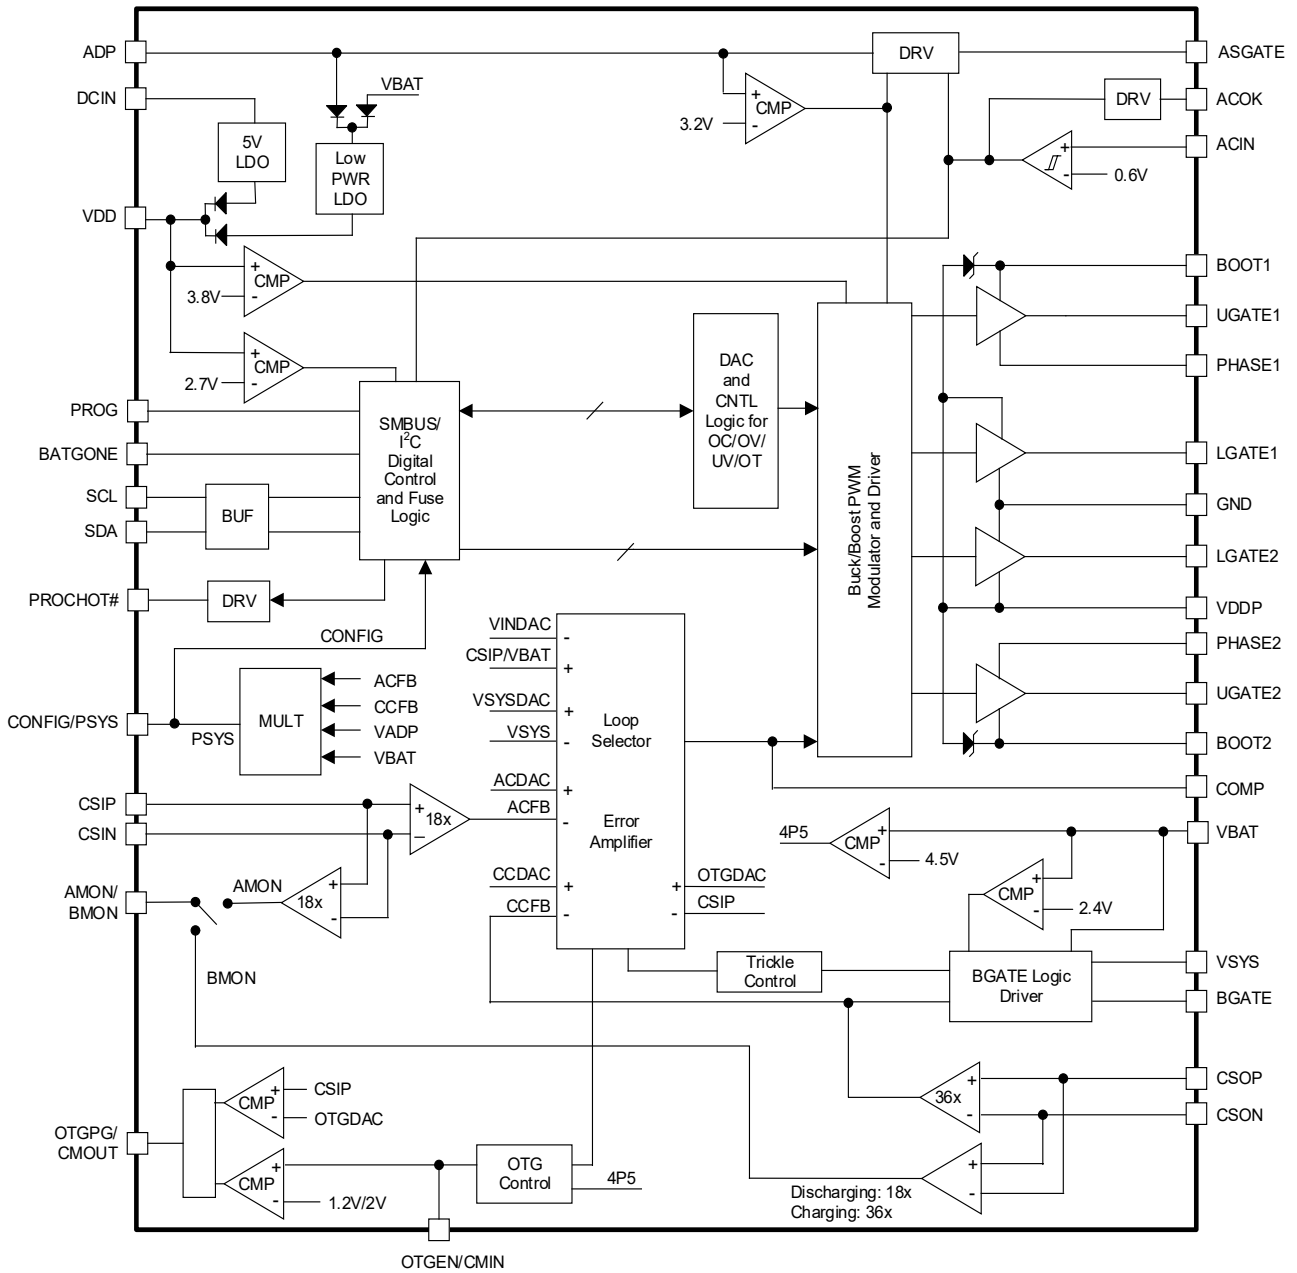 ADP
DRV
ASGATE
DCIN
VBAT
+
CMP
-
3.2V
DRV
ACOK
5V
LDO
Low
PWR
LDO
ACIN
+
-
0.6V
VDD
+
CMP
-
3.8V
BOOT1
UGATE1
+
CMP
-
2.7V
DAC
and
CNTL
Logic for
OC/OV/
UV/OT
PHASE1
PROG
BATGONE
SCL
SDA
BUF
SMBUS/
I2C
Digital
Control
and Fuse
Logic
Buck/Boost PWM
Modulator and Driver
LGATE1
GND
LGATE2
PROCHOT#
DRV
VDDP
CONFIG
PHASE2
CONFIG/PSYS
PSYS
MULT
ACFB
CCFB
VADP
VBAT
VINDAC
-
CSIP/VBAT
+
VSYSDAC
+
VSYS
-
ACDAC
+
ACFB
-
CCDAC
+
CCFB
-
Loop
Selector
Error
Amplifier
+
OTGDAC
-
CSIP
UGATE2
BOOT2
COMP
CSIP
CSIN
+
18x
–
4P5
CMP
+
-
4.5V
VBAT
AMON/
BMON
AMON
18x
+
-
CMP
+
-
2.4V
BMON
Trickle
Control
BGATE Logic
Driver
VSYS
BGATE
CMP
+
-
CSIP
OTGDAC
36x
+
-
CSOP
CSON
OTGPG/
CMOUT
CMP
+
-
1.2V/2V
OTG
Control
4P5
+
-
Discharging: 18x
Charging: 36x
OTGEN/CMIN